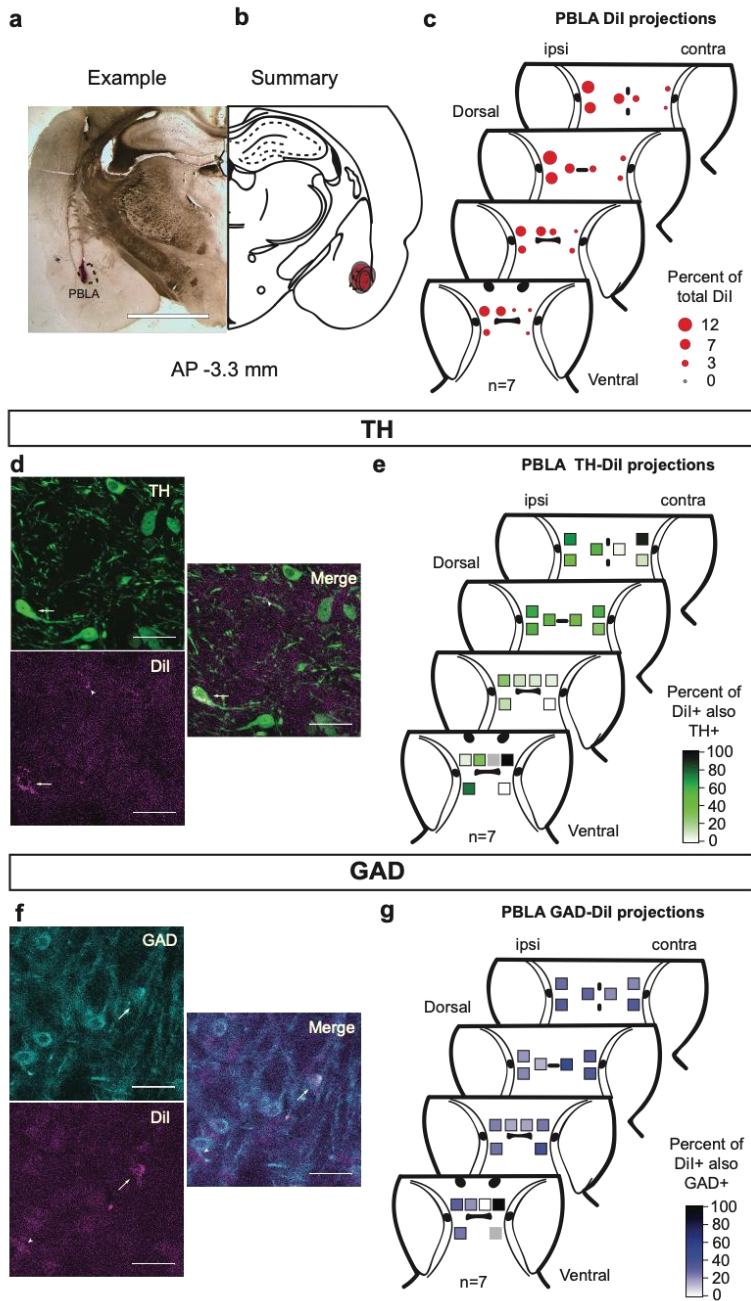 a
b
c
PBLA DiI projections
ipsi
contra
Example
Summary
Dorsal
PBLA
AP -3.3 mm
Percent of
total DiI
12
7
3
0
n=7
Ventral
TH
d
TH
DiI
Merge
e
PBLA TH-DiI projections
ipsi
contra
Dorsal
Percent of
DiI+ also
TH+
100
80
60
40
20
0
n=7
Ventral
GAD
f
GAD
DiI
Merge
g
PBLA GAD-DiI projections
ipsi
contra
Dorsal
Percent of
DiI+ also
GAD+
100
80
60
40
20
0
n=7
Ventral